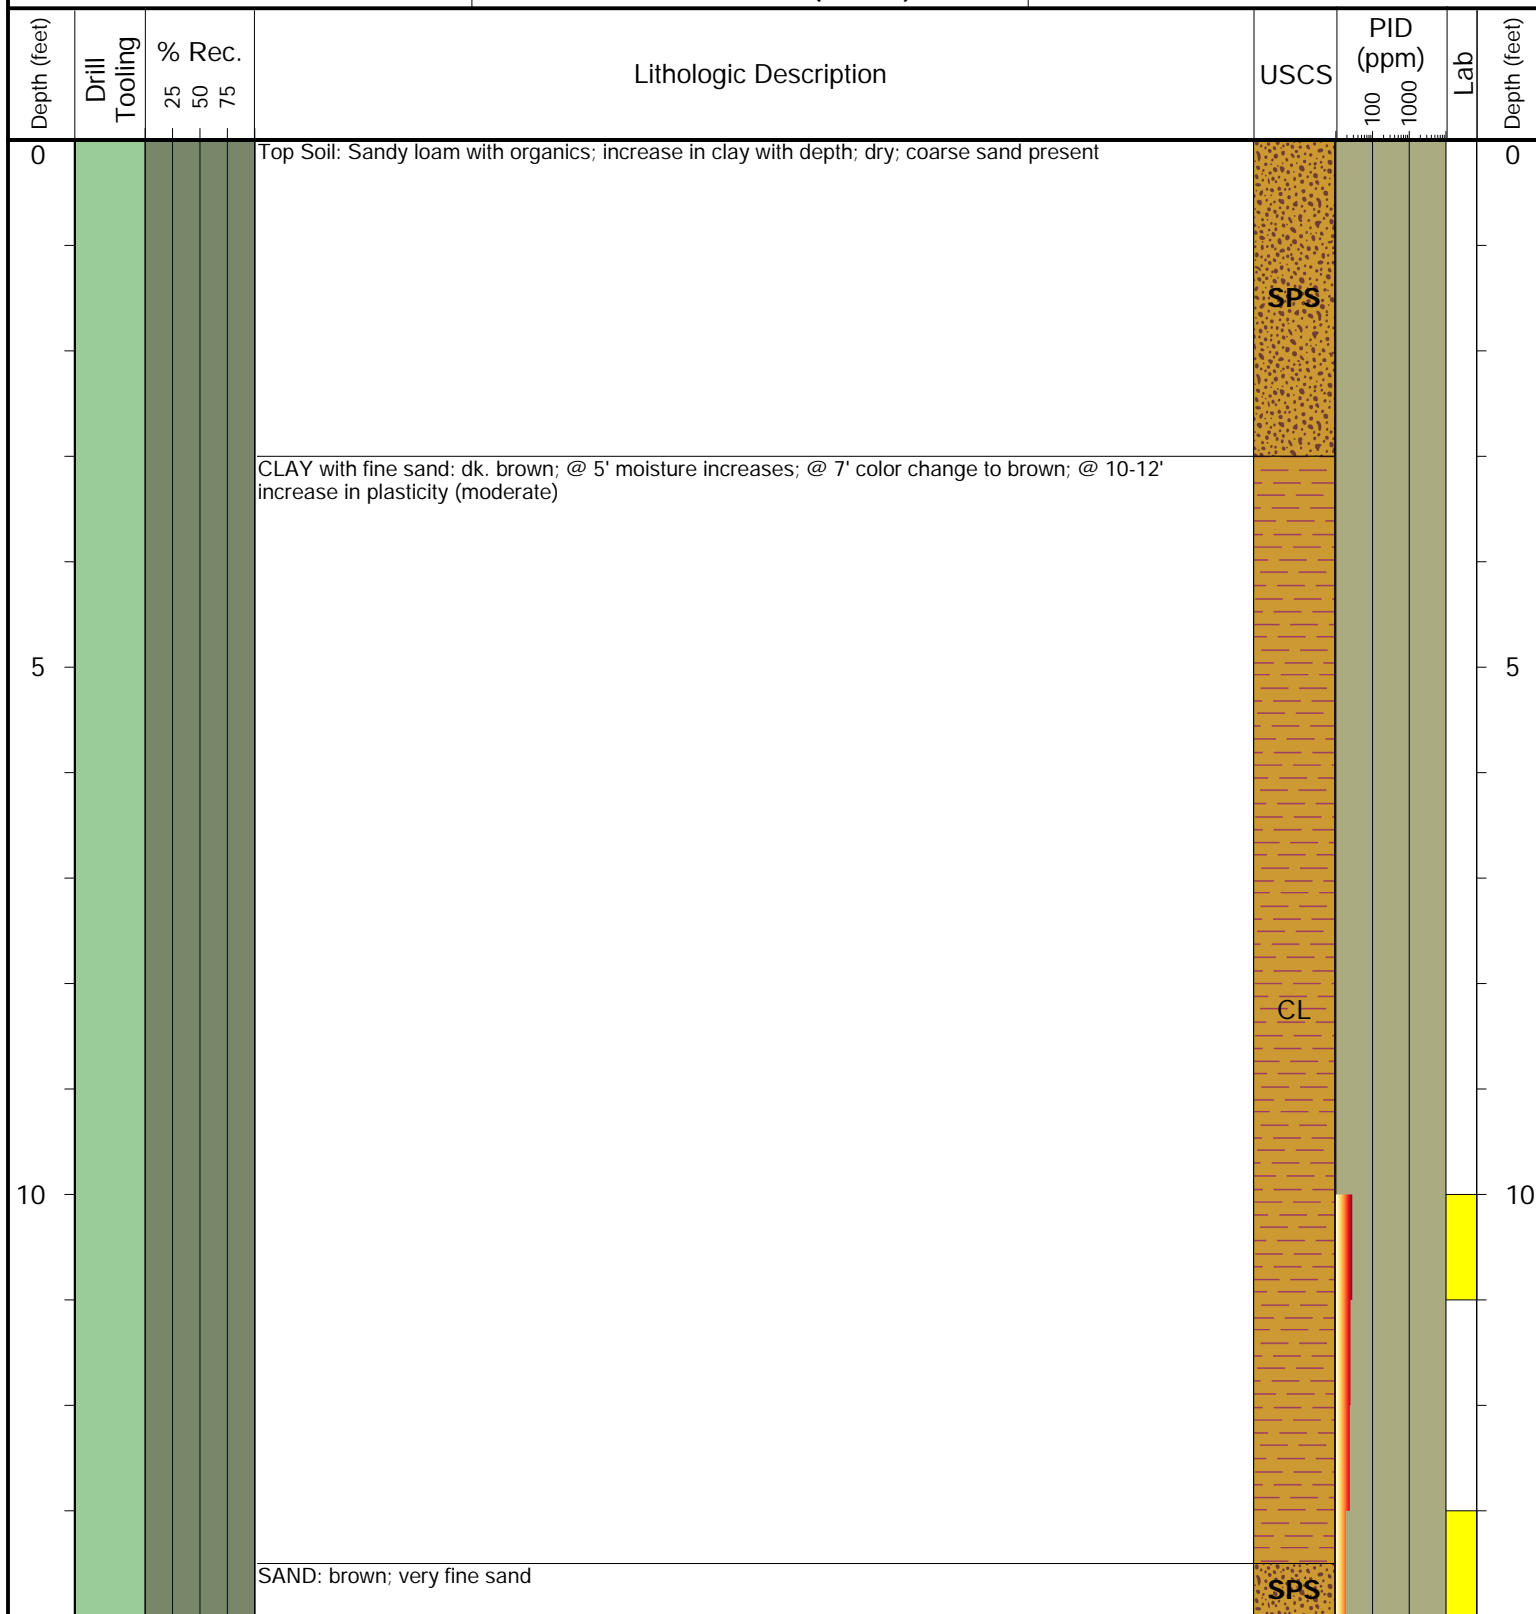 Depth (feet)
Drill
Tooling
% Rec.
25
50
75
Lithologic Description
USCS
PID
(ppm)
100
1000
Lab
Depth (feet)
0
Top Soil: Sandy loam with organics; increase in clay with depth; dry; coarse sand present
0
SPS
CLAY with fine sand: dk. brown; @ 5' moisture increases; @ 7' color change to brown; @ 10-12'
increase in plasticity (moderate)
5
5
CL
10
10
SAND: brown; very fine sand
SPS